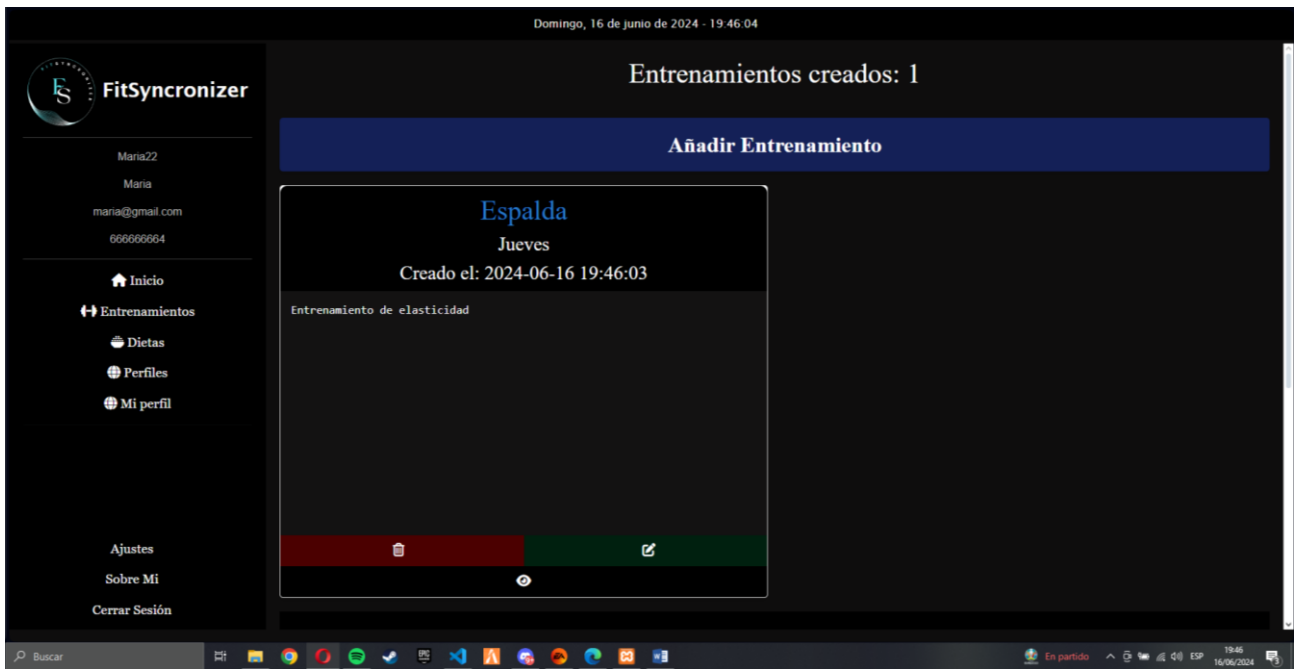 Domingo, 16 de junio de 2024 - 19:46:04
FitSyncronizer
Maria22
Maria
maria@gmail.com
666666664
Inicio
Entrenamientos
Dietas
Perfiles
Mi perfil
Ajustes
Sobre Mi
Cerrar Sesión
Entrenamientos creados: 1
Añadir Entrenamiento
Espalda
Jueves
Creado el: 2024-06-16 19:46:03
Entrenamiento de elasticidad
Buscar
En partido
ESP
19:46
16/06/2024